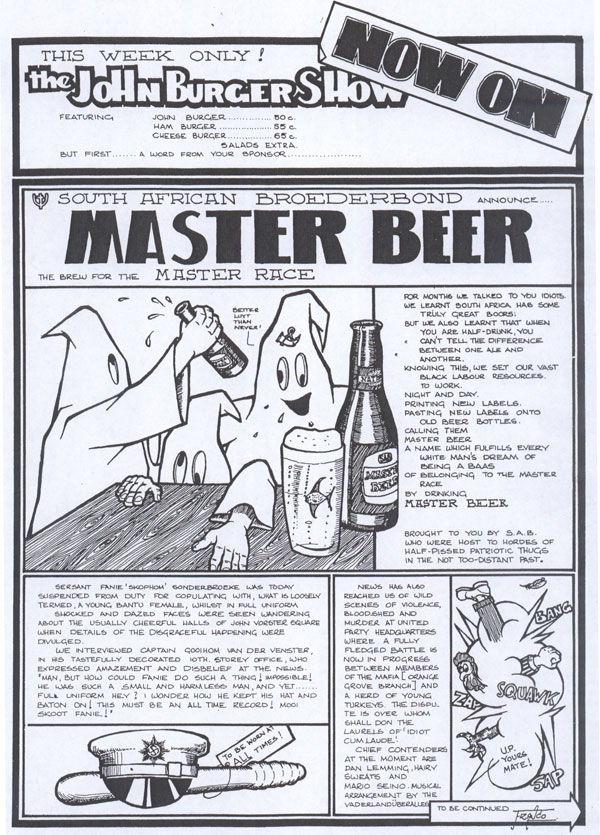 THIS WEEK ONLY!
the JOHN BURGER SHOW
NOW ON
FEATURING JOHN BURGER............... 50 c.
HAM BURGER .................... 55 c.
CHEESE BURGER............... 65 c.
SALADS EXTRA.
BUT FIRST....... A WORD FROM YOUR SPONSOR....................
SOUTH AFRICAN BROEDERBOND ANNOUNCE.....
MASTER BEER
THE BREW FOR THE MASTER RACE
BETTER
LUYT
THAN
NEVER!
MASTER
BEER
FOR MONTHS WE TALKED TO YOU IDIOTS.
WE LEARNT SOUTH AFRICA HAS SOME
TRULY GREAT BOORS.
BUT WE ALSO LEARNT THAT WHEN
YOU ARE HALF-DRUNK, YOU
CAN'T TELL THE DIFFERENCE
BETWEEN ONE ALE AND
ANOTHER.
KNOWING THIS, WE SET OUR VAST
BLACK LABOUR RESOURCES.
TO WORK.
NIGHT AND DAY.
PRINTING NEW LABELS.
PASTING NEW LABELS ONTO
OLD BEER BOTTLES.
CALLING THEM
MASTER BEER
A NAME WHICH FULFILLS EVERY
WHITE MAN'S DREAM OF
BEING A BAAS
OF BELONGING TO THE MASTER
RACE
BY DRINKING
MASTER BEER
BROUGHT TO YOU BY S.A.B.
WHO WERE HOST TO HORDES OF
HALF-PISSED PATRIOTIC THUGS
IN THE NOT TOO-DISTANT PAST.
SERSANT FANIE 'SKOPHOM' SONDERBROEKE WAS TODAY
SUSPENDED FROM DUTY FOR COPULATING WITH, WHAT IS LOOSELY
TERMED, A YOUNG BANTU FEMALE, WHILST IN FULL UNIFORM
SHOCKED AND DAZED FACES WERE SEEN WANDERING
ABOUT THE USUALLY CHEERFUL HALLS OF JOHN VORSTER SQUARE
WHEN DETAILS OF THE DISGRACEFUL HAPPENING WERE
DIVULGED.
WE INTERVIEWED CAPTAIN GOOIHOM VAN DER VENSTER,
IN HIS TASTEFULLY DECORATED 10TH. STOREY OFFICE, WHO
EXPRESSED AMAZEMENT AND DISBELIEF AT THE NEWS.
"MAN, BUT HOW COULD FANIE DO SUCH A THING! IMPOSSIBLE!
HE WAS SUCH A SMALL AND HARMLESS MAN, AND YET.......
FULL UNIFORM HEY? I WONDER HOW HE KEPT HIS HAT AND
BATON ON! THIS MUST BE AN ALL TIME RECORD! MOOI
SKOOT FANIE!"
TO BE WORN AT
ALL TIMES!
NEWS HAS ALSO
REACHED US OF WILD
SCENES OF VIOLENCE,
BLOODSHED AND
MURDER AT UNITED
PARTY HEADQUARTERS
WHERE A FULLY
FLEDGED BATTLE IS
NOW IN PROGRESS
BETWEEN MEMBERS
OF THE MAFIA [ORANGE
GROVE BRANCH] AND
A HERD OF YOUNG
TURKEYS. THE DISPU-
TE IS OVER WHOM
SHALL DON THE
LAURELS OF 'IDIOT
CUM LAUDE'!
CHIEF CONTENDERS
AT THE MOMENT ARE
DAN LEMMING, HAIRY
SWEATS AND
MARIO SEINO. MUSICAL
ARRANGEMENT BY THE
VADERLANDÜBERALLES
BANG
SQUAWK
ZAP
U.P.
YOURS
MATE!
SAP
TO BE CONTINUED
Franco